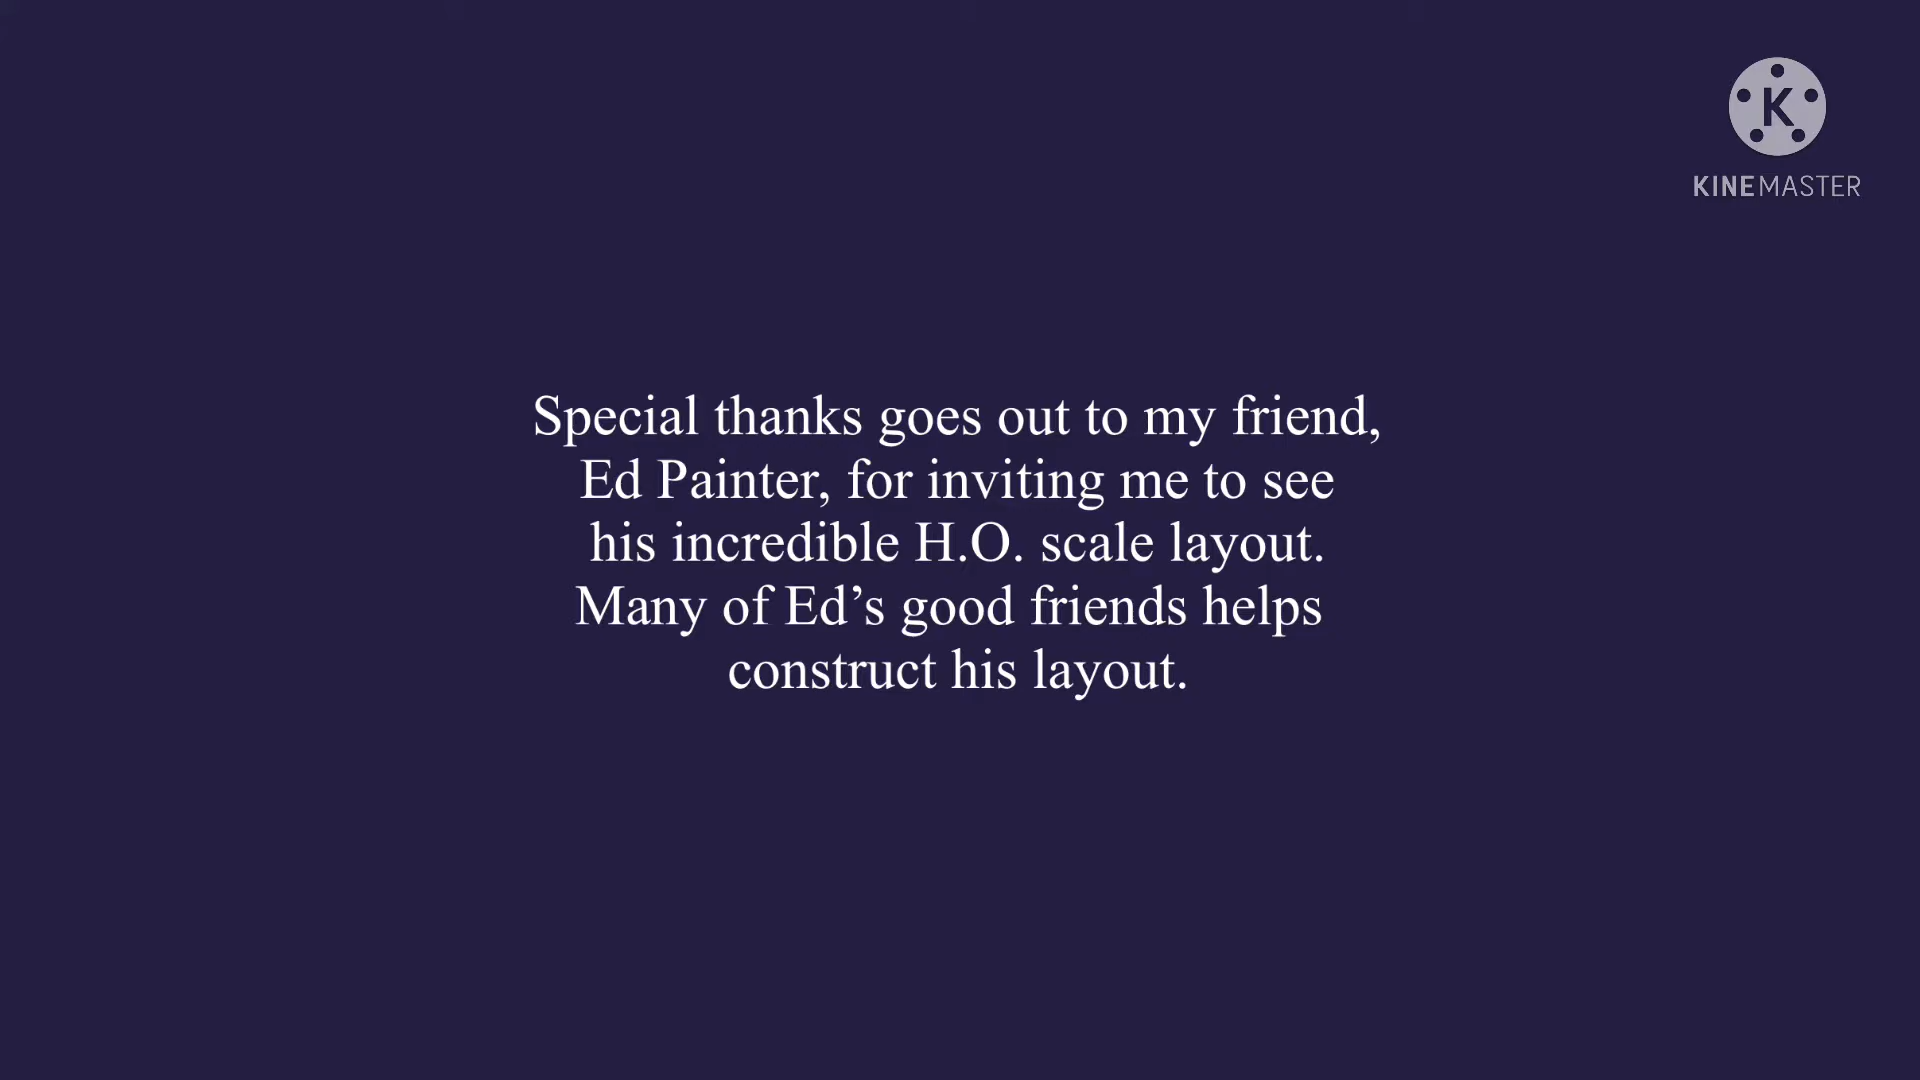 K
KINEMASTER
Special thanks goes out to my friend,
Ed Painter, for inviting me to see
his incredible H.O. scale layout.
Many of Ed’s good friends helps
construct his layout.